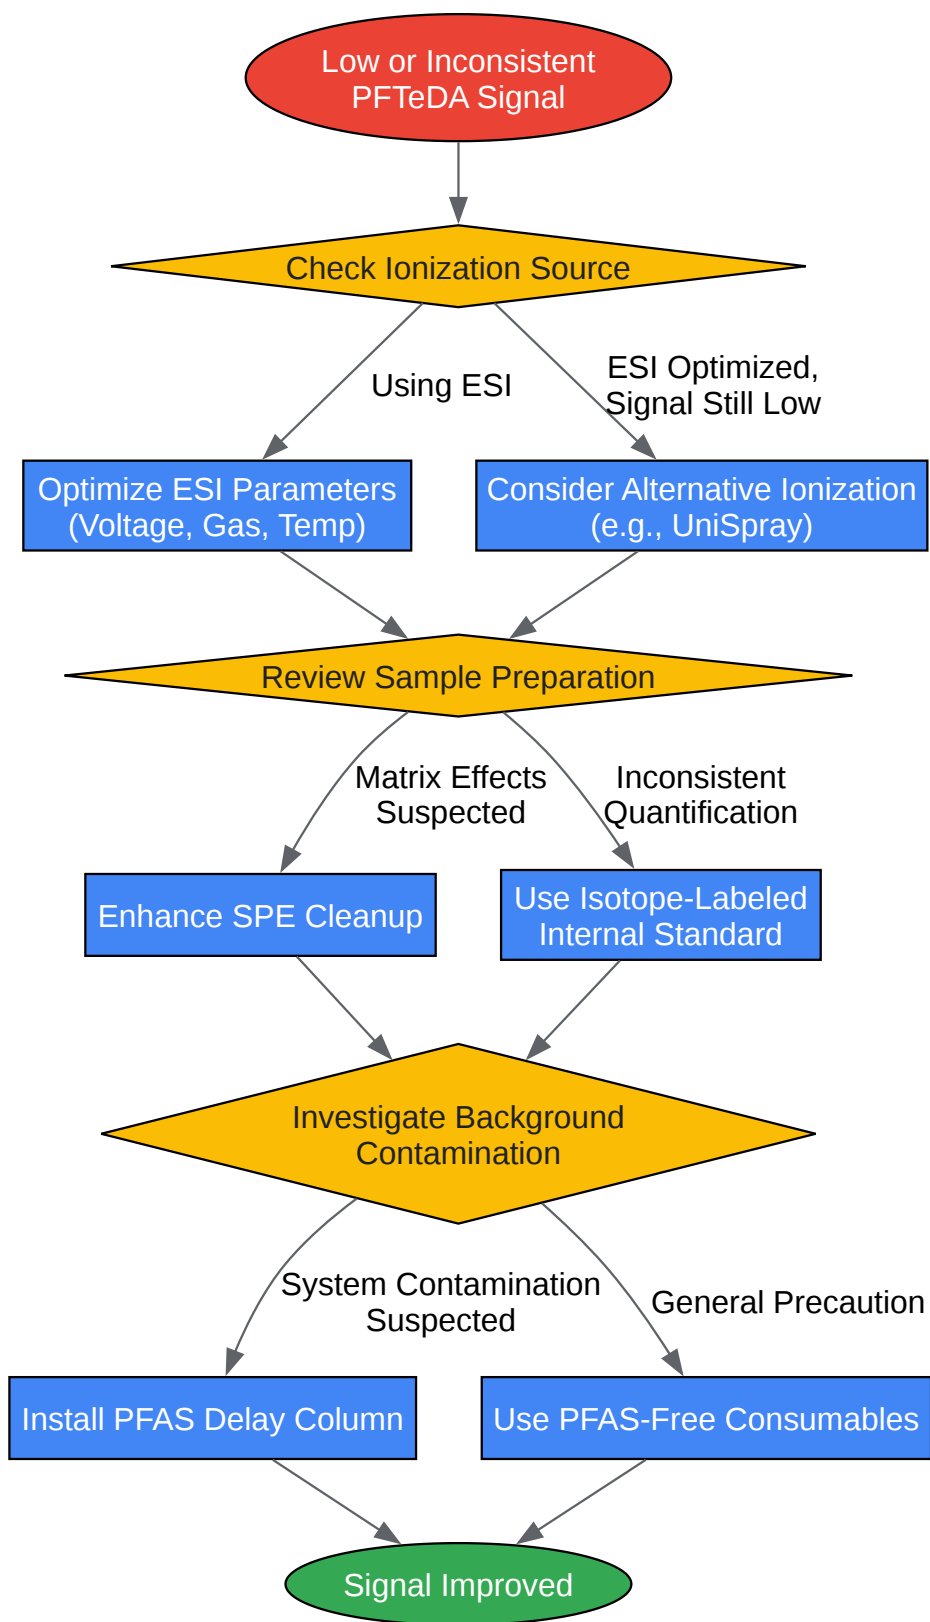 Low or Inconsistent
PFTeDA Signal
Check Ionization Source
Using ESI
ESI Optimized,
Signal Still Low
Optimize ESI Parameters
(Voltage, Gas, Temp)
Consider Alternative Ionization
(e.g., UniSpray)
Review Sample Preparation
Matrix Effects
Suspected
Inconsistent
Quantification
Enhance SPE Cleanup
Use Isotope-Labeled
Internal Standard
Investigate Background
Contamination
System Contamination
Suspected
General Precaution
Install PFAS Delay Column
Use PFAS-Free Consumables
Signal Improved